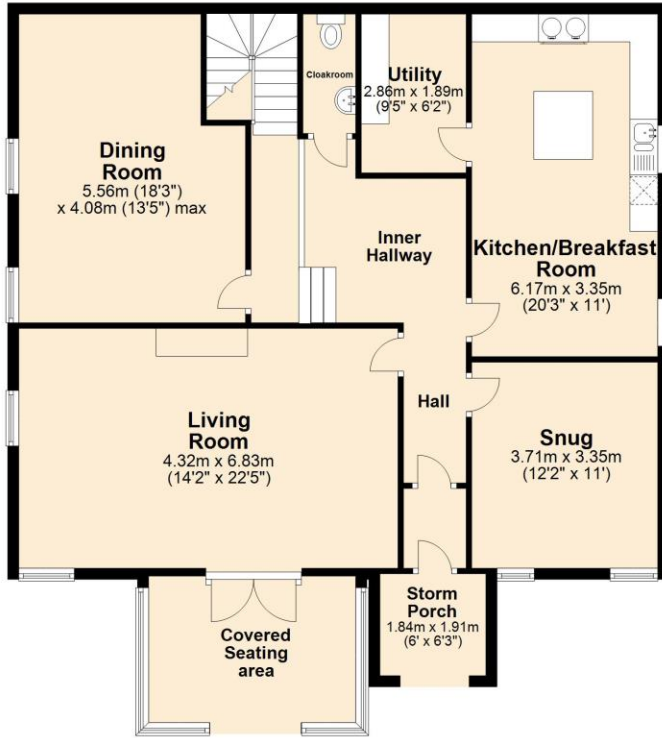 Cloakroom
Utility
2.86m x 1.89m
(9'5" x 6'2")
Dining
Room
5.56m (18'3")
x 4.08m (13'5") max
Inner
Hallway
Kitchen/Breakfast
Room
6.17m x 3.35m
(20'3" x 11')
Living
Room
4.32m x 6.83m
(14'2" x 22'5")
Hall
Snug
3.71m x 3.35m
(12'2" x 11')
Storm
Porch
1.84m x 1.91m
(6' x 6'3")
Covered
Seating
area